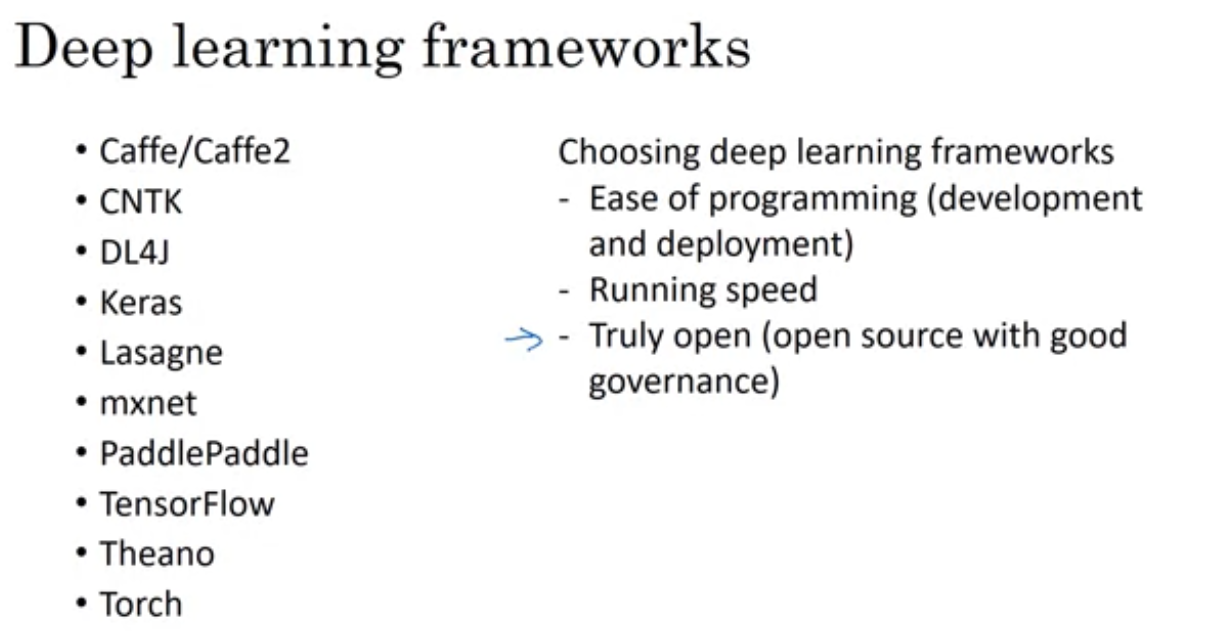 Deep learning frameworks
• Caffe/Caffe2
• CNTK
• DL4J
• Keras
• Lasagne
• mxnet
• PaddlePaddle
• TensorFlow
• Theano
• Torch
Choosing deep learning frameworks
- Ease of programming (development
and deployment)
- Running speed
- Truly open (open source with good
governance)